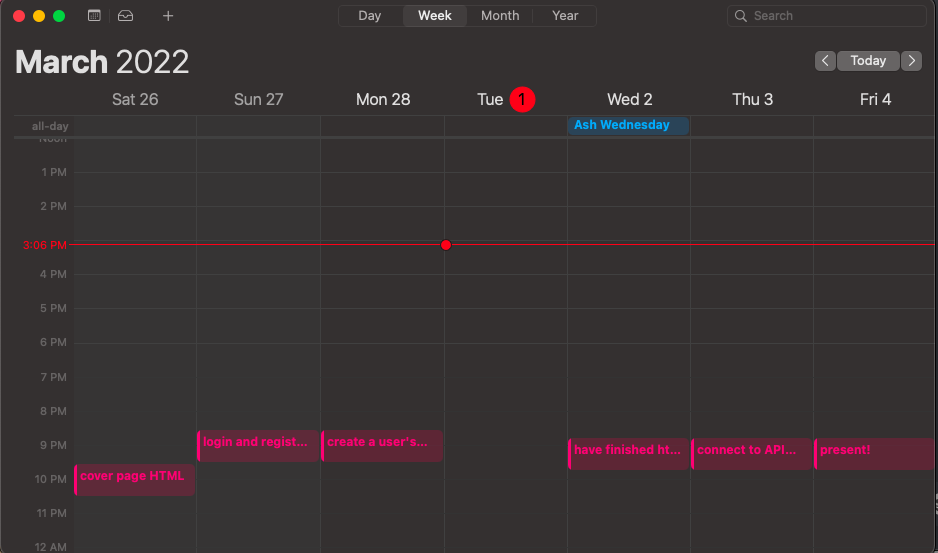 Day Week Month Year
Search
March 2022
Today
Sat 26 Sun 27 Mon 28 Tue 1 Wed 2 Thu 3 Fri 4
all-day Ash Wednesday
Noon
1 PM
2 PM
3:06 PM
4 PM
5 PM
6 PM
7 PM
8 PM
login and regist... create a user's...
9 PM have finished ht... connect to API... present!
cover page HTML
10 PM
11 PM
12 AM